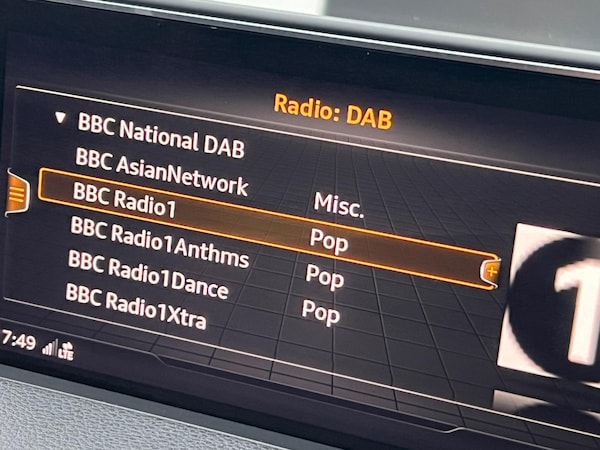 Radio: DAB
BBC National DAB
BBC AsianNetwork Misc.
BBC Radio1 Pop
BBC Radio1Anthms Pop
BBC Radio1Dance Pop
BBC Radio1Xtra
1
7:49 LTE